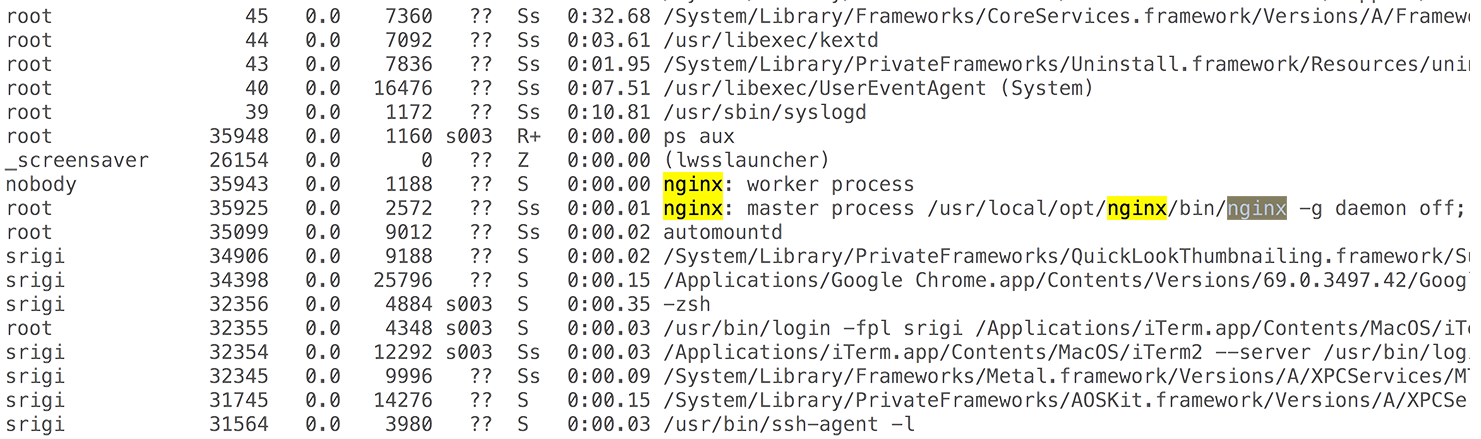 root 45 0.0 7360 ?? Ss 0:32.68 /System/Library/Frameworks/CoreServices.framework/Versions/A/Framew
root 44 0.0 7092 ?? Ss 0:03.61 /usr/libexec/kextd
root 43 0.0 7836 ?? Ss 0:01.95 /System/Library/PrivateFrameworks/Uninstall.framework/Resources/unin
root 40 0.0 16476 ?? Ss 0:07.51 /usr/libexec/UserEventAgent (System)
root 39 0.0 1172 ?? Ss 0:10.81 /usr/sbin/syslogd
root 35948 0.0 1160 s003 R+ 0:00.00 ps aux
_screensaver 26154 0.0 0 ?? Z 0:00.00 (lwsslauncher)
nobody 35943 0.0 1188 ?? S 0:00.00 nginx: worker process
root 35925 0.0 2572 ?? Ss 0:00.01 nginx: master process /usr/local/opt/nginx/bin/nginx -g daemon off;
root 35099 0.0 9012 ?? Ss 0:00.02 automountd
srigi 34906 0.0 9188 ?? S 0:00.02 /System/Library/PrivateFrameworks/QuickLookThumbnailing.framework/Su
srigi 34398 0.0 25796 ?? S 0:00.15 /Applications/Google Chrome.app/Contents/Versions/69.0.3497.42/Goog
srigi 32356 0.0 4884 s003 S 0:00.35 -zsh
root 32355 0.0 4348 s003 S 0:00.03 /usr/bin/login -fpl srigi /Applications/iTerm.app/Contents/MacOS/iTe
srigi 32354 0.0 12292 s003 Ss 0:00.03 /Applications/iTerm.app/Contents/MacOS/iTerm2 --server /usr/bin/logi
srigi 32345 0.0 9996 ?? Ss 0:00.09 /System/Library/Frameworks/Metal.framework/Versions/A/XPCServices/MT
srigi 31745 0.0 14276 ?? S 0:00.15 /System/Library/PrivateFrameworks/AOSKit.framework/Versions/A/XPCSe
srigi 31564 0.0 3980 ?? S 0:00.03 /usr/bin/ssh-agent -l